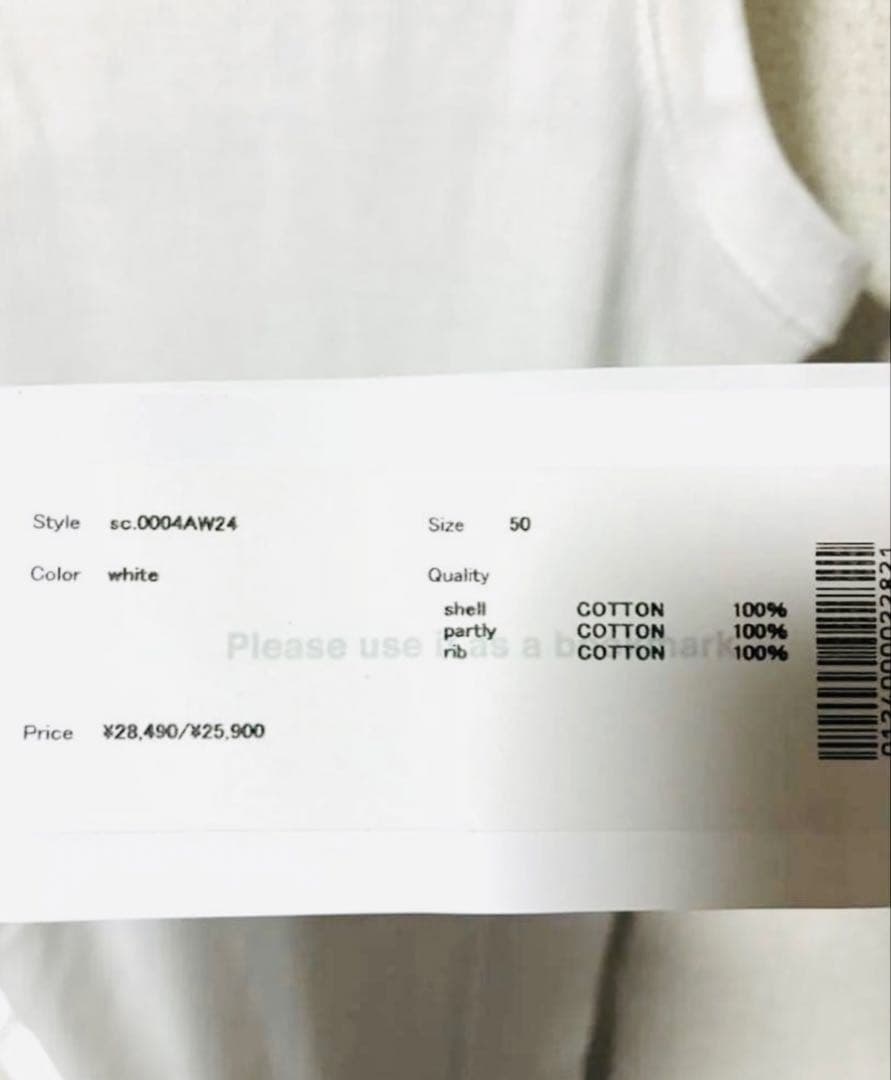 Style sc.0004AW24 Size 50
Color white Quality
shell COTTON 100%
partly COTTON 100%
rib COTTON 100%
Please use as a
Price ¥28,490/¥25,900